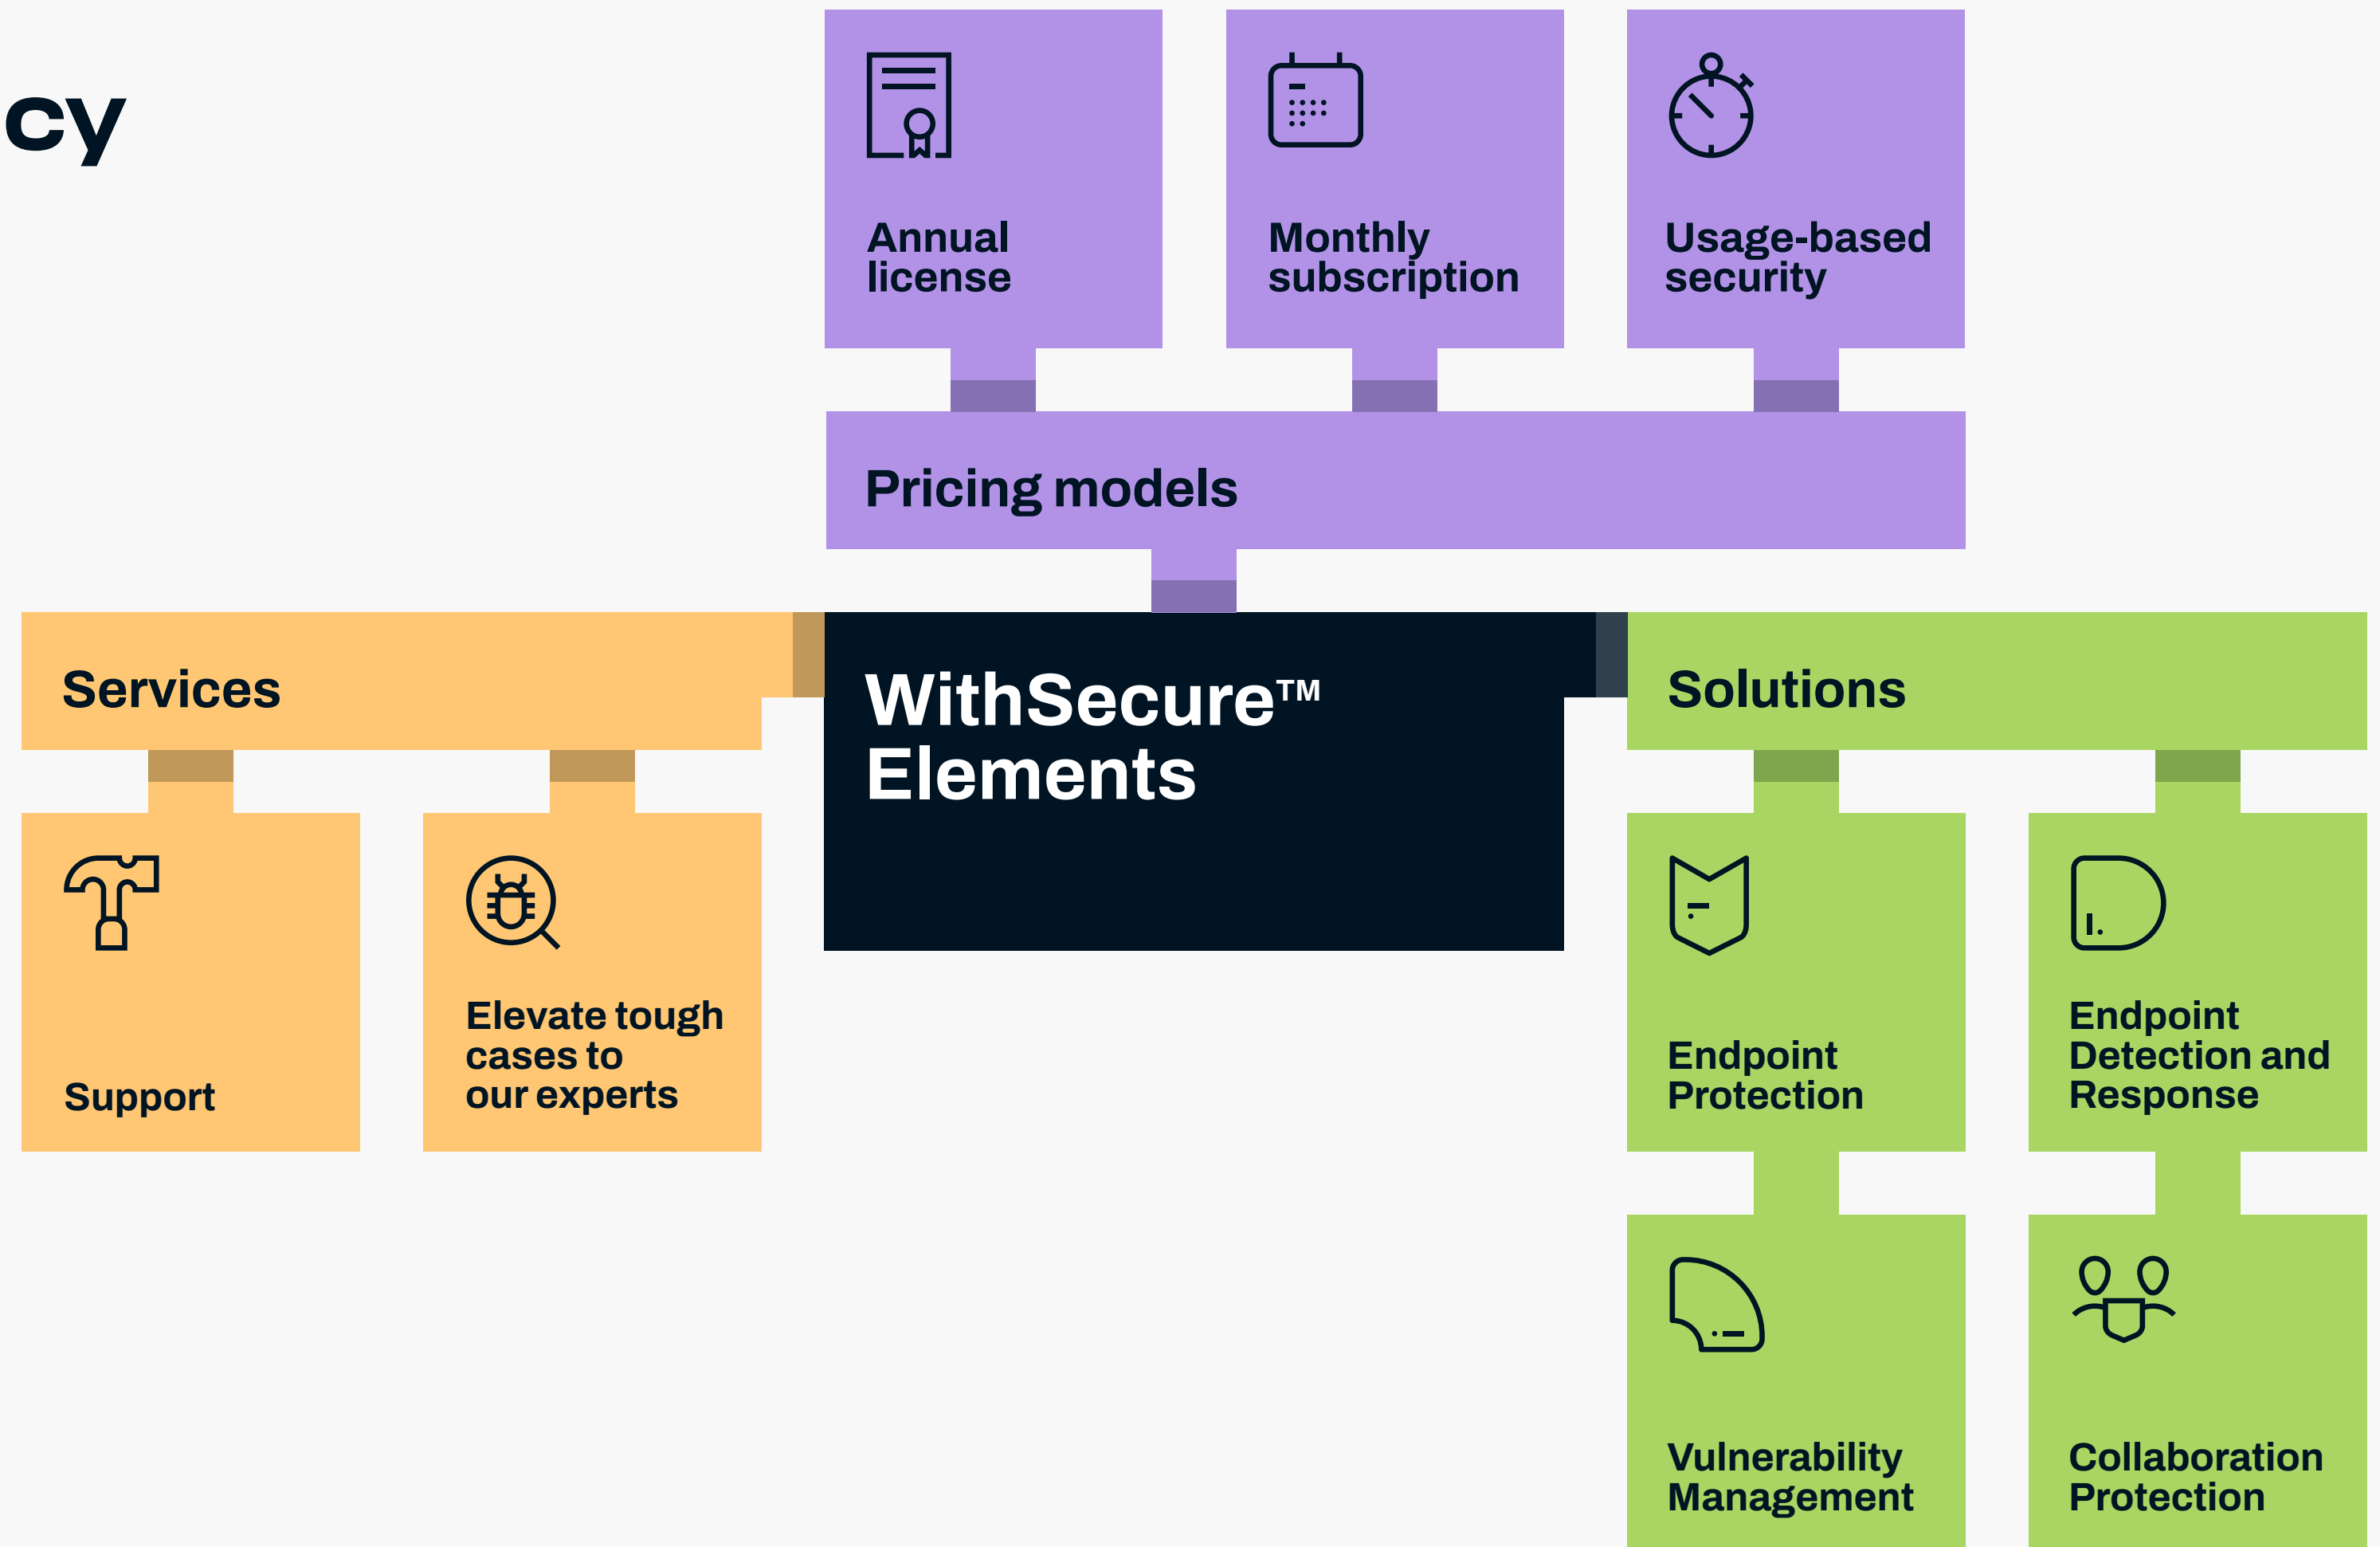 cy
Annual
license
Monthly
subscription
Usage-based
security
Pricing models
Services
WithSecure™
Elements
Solutions
Support
Elevate tough
cases to
our experts
Endpoint
Protection
Endpoint
Detection and
Response
Vulnerability
Management
Collaboration
Protection